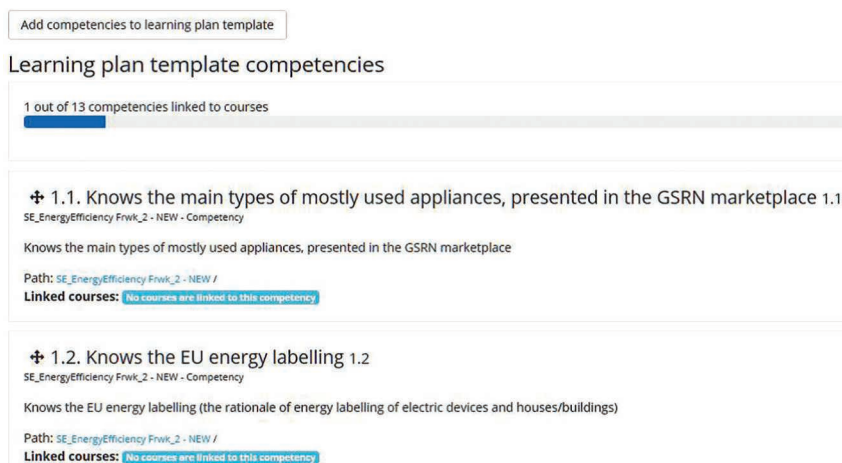 Add competencies to learning plan template
Learning plan template competencies
1 out of 13 competencies linked to courses
1.1. Knows the main types of mostly used appliances, presented in the GSRN marketplace 1.1
SE_EnergyEfficiency Frwk_2 - NEW - Competency
Knows the main types of mostly used appliances, presented in the GSRN marketplace
Path: SE_EnergyEfficiency Frwk_2 - NEW /
Linked courses: No courses are linked to this competency
1.2. Knows the EU energy labelling 1.2
SE_EnergyEfficiency Frwk_2 - NEW - Competency
Knows the EU energy labelling (the rationale of energy labelling of electric devices and houses/buildings)
Path: SE_EnergyEfficiency Frwk_2 - NEW /
Linked courses: No courses are linked to this competency